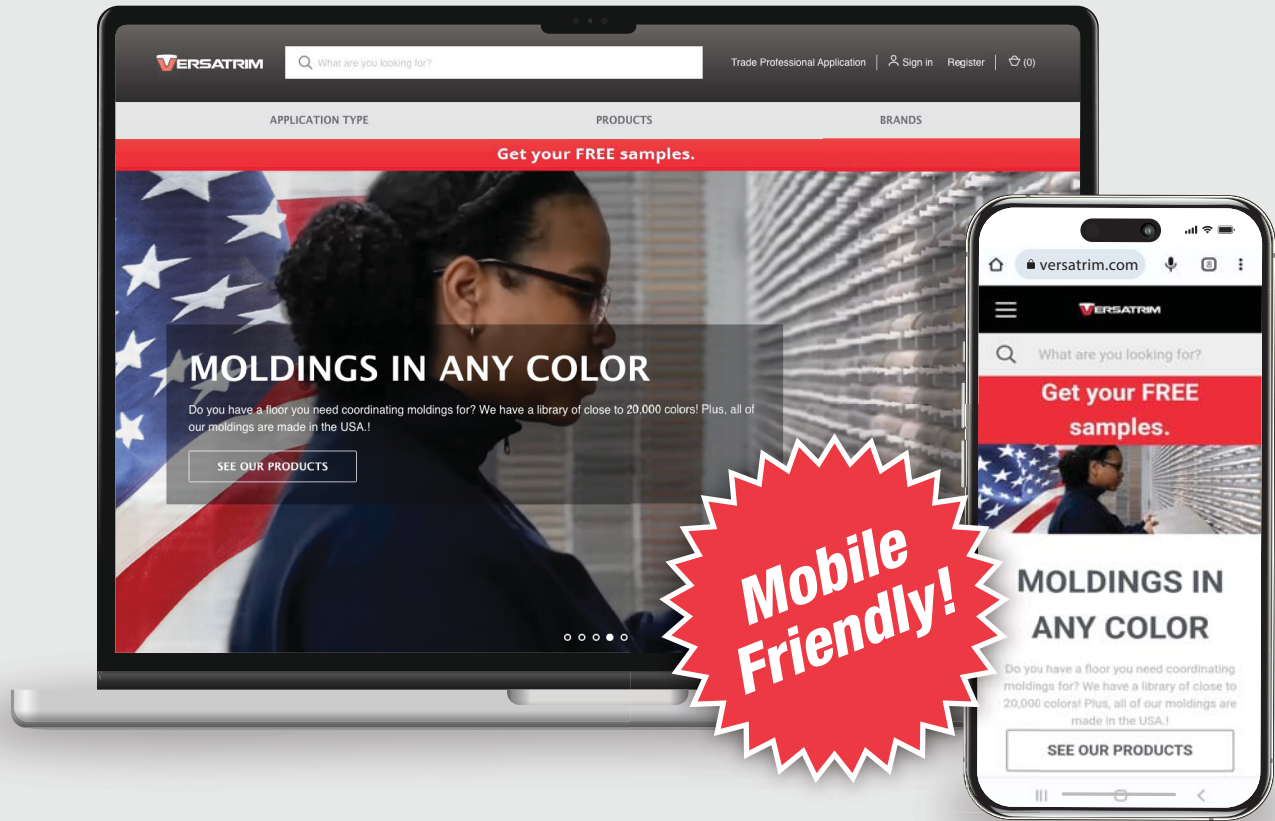 VERSATRIM
What are you looking for?
Trade Professional Application
Sign in
Register
(0)
APPLICATION TYPE
PRODUCTS
BRANDS
Get your FREE samples.
MOLDINGS IN ANY COLOR
Do you have a floor you need coordinating moldings for? We have a library of close to 20,000 colors! Plus, all of
our moldings are made in the USA.!
SEE OUR PRODUCTS
Mobile
Friendly!
versatrim.com
8
VERSATRIM
What are you looking for?
Get your FREE
samples.
MOLDINGS IN
ANY COLOR
Do you have a floor you need coordinating
moldings for? We have a library of close to
20,000 colors! Plus, all of our moldings are
made in the USA.!
SEE OUR PRODUCTS